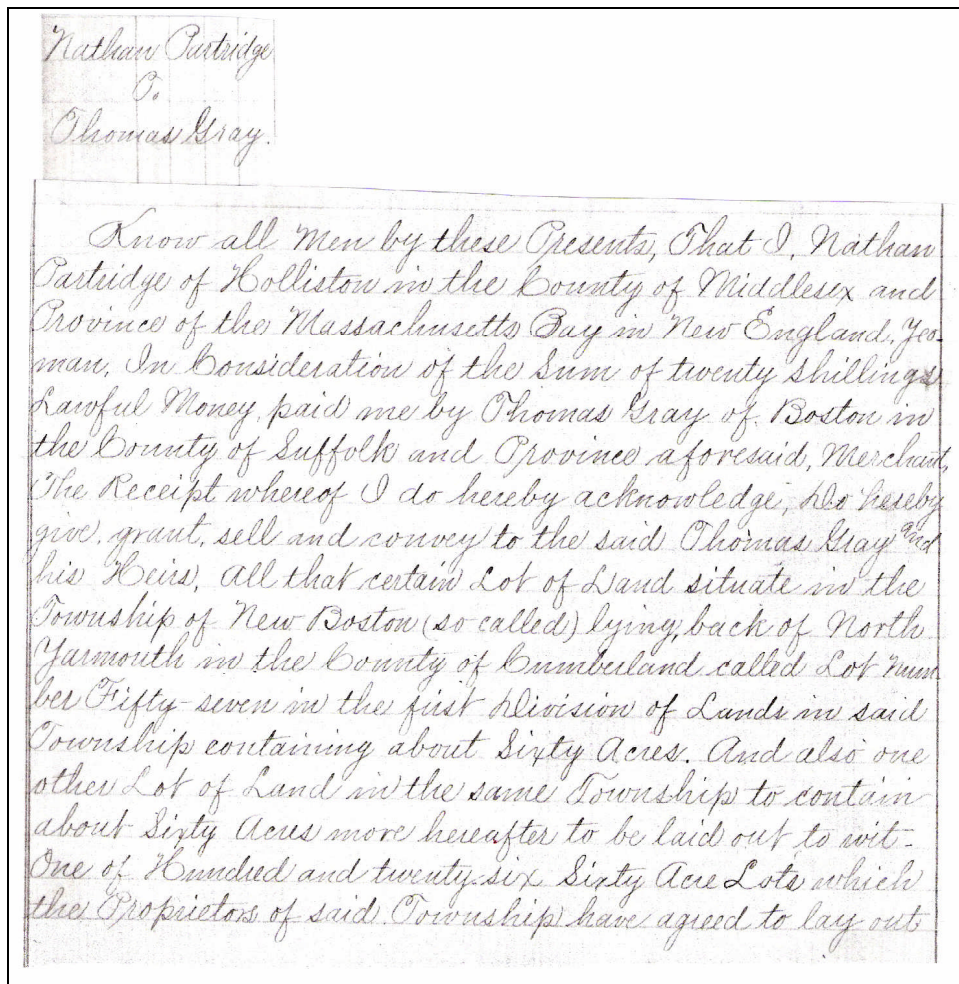 Nathan Partridge
To
Thomas Gray.
Know all Men by these Presents, That I, Nathan
Partridge of Holliston in the County of Middlesex and
Province of the Massachusetts Bay in New England, Yeo-
man, In Consideration of the Sum of twenty shillings
Lawful Money, paid me by Thomas Gray of Boston in
the County of Suffolk and Province aforesaid, Merchant,
The Receipt whereof I do hereby acknowledge, Do hereby
give, grant, sell and convey to the said Thomas Gray and
his Heirs, All that certain Lot of Land situate in the
Township of New Boston (so called) lying, back of North
Yarmouth in the County of Cumberland called Lot Num
ber Fifty-seven in the first Division of Lands in said
Township containing about Sixty Acres. And also one
other Lot of Land in the same Township to contain
about Sixty Acres more hereafter to be laid out to wit-
One of Hundred and twenty-six Sixty Acre Lots which
the Proprietors of said Township have agreed to lay out